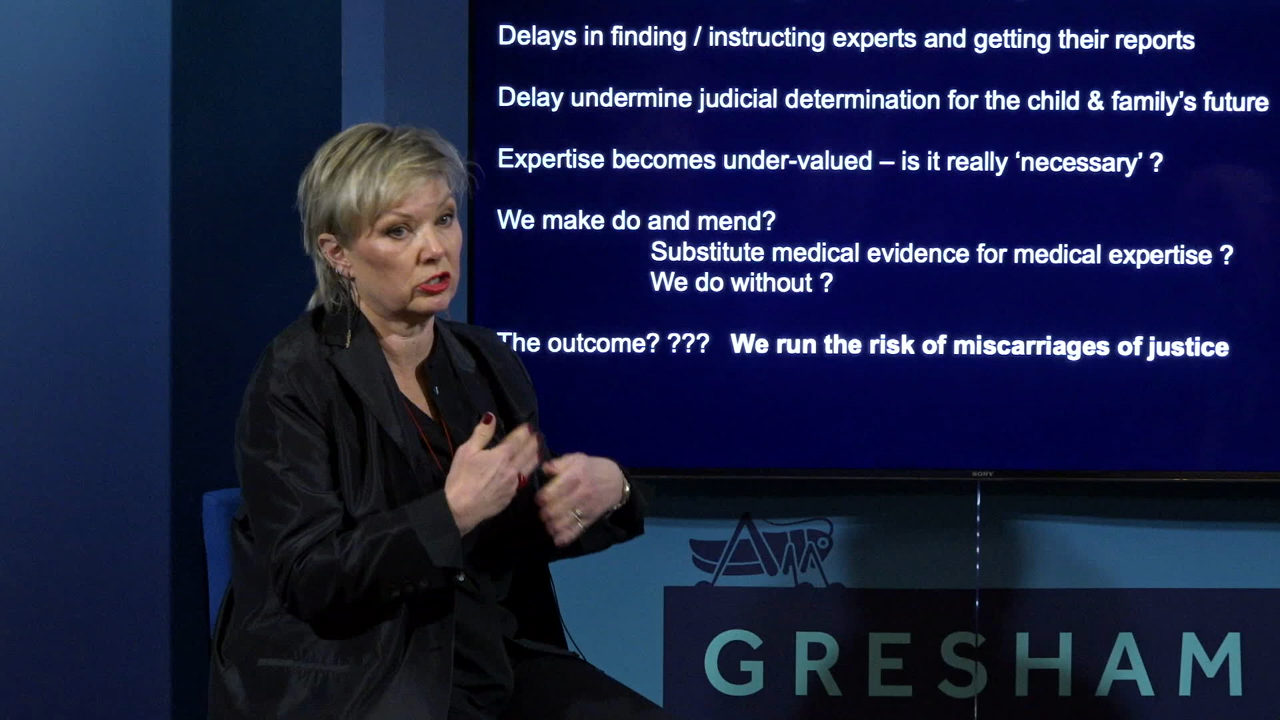 Delays in finding / instructing experts and getting their reports
Delay undermine judicial determination for the child & family's future
Expertise becomes under-valued – is it really 'necessary' ?
We make do and mend?
Substitute medical evidence for medical expertise ?
We do without ?
The outcome? ??? We run the risk of miscarriages of justice
SONY
GRESHAM